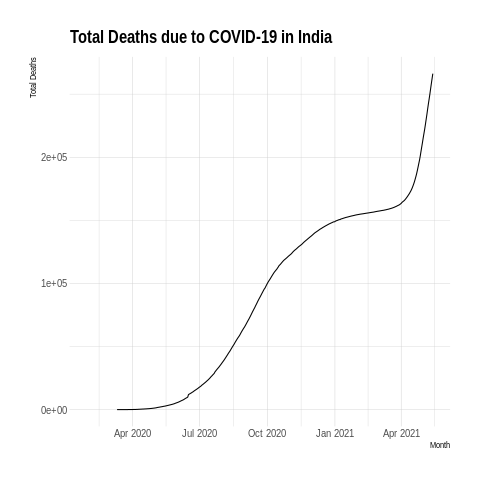 Total Deaths due to COVID-19 in India
Total Deaths
2e+05
1e+05
0e+00
Apr 2020 Jul 2020 Oct 2020 Jan 2021 Apr 2021
Month